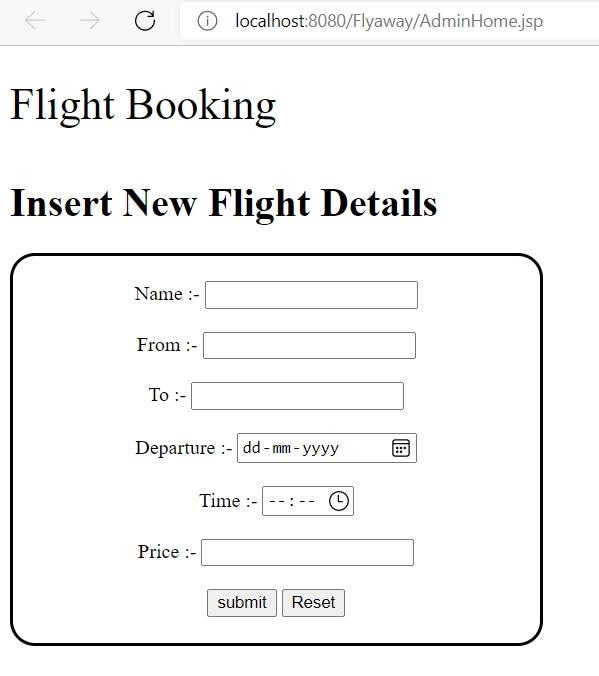 localhost:8080/Flyaway/AdminHome.jsp
Flight Booking
Insert New Flight Details
Name :-
From :-
To :-
Departure :- dd-mm-yyyy
Time :- --:--
Price :-
submit Reset